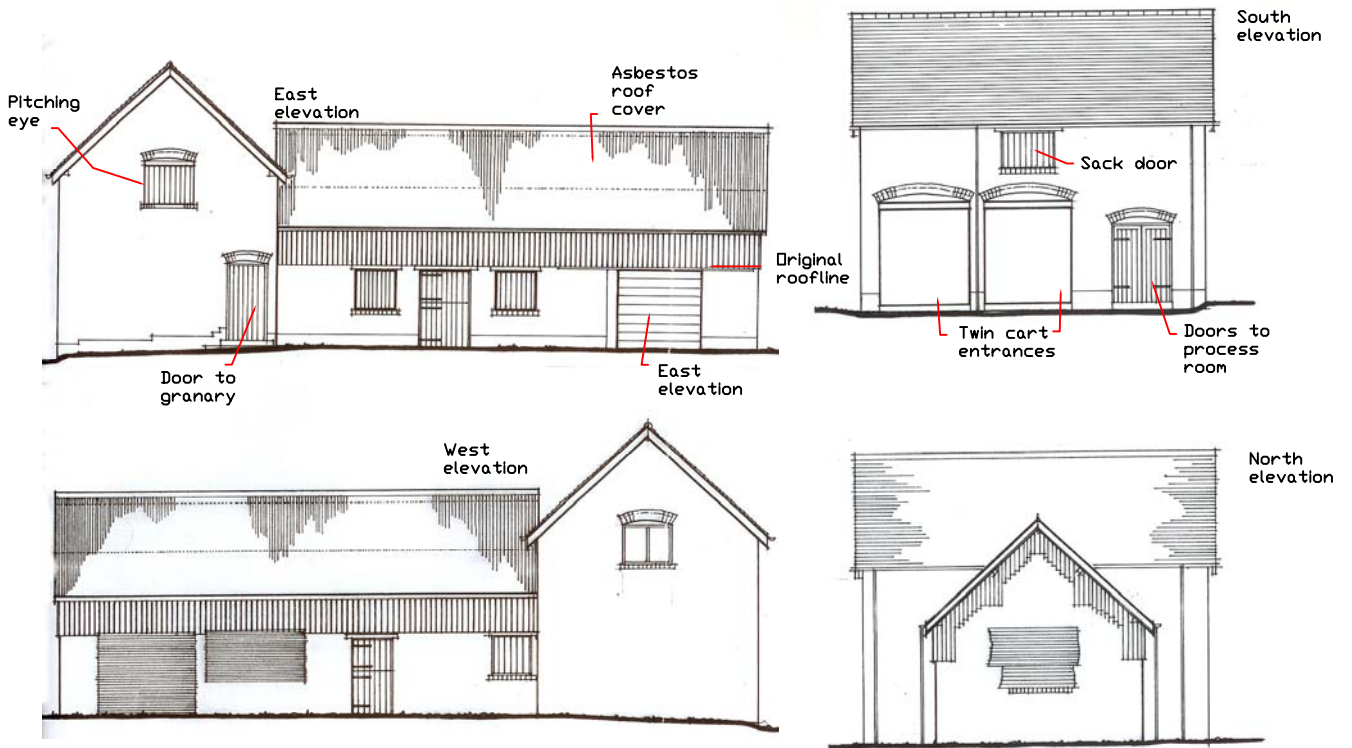 Pitching
eye
East
elevation
Asbestos
roof
cover
Original
roofline
Door to
granary
East
elevation
South
elevation
Sack door
Twin cart
entrances
Doors to
process
room
West
elevation
North
elevation